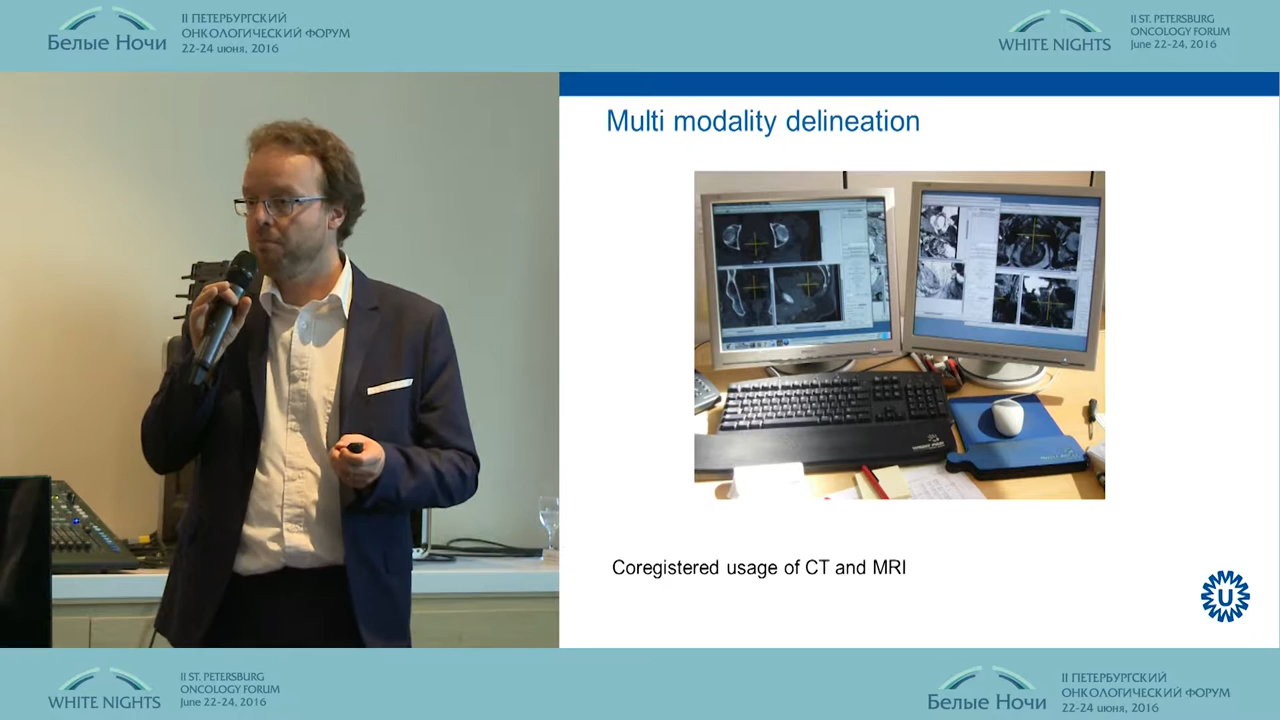 Белые Ночи
II ПЕТЕРБУРГСКИЙ
ОНКОЛОГИЧЕСКИЙ ФОРУМ
22-24 июня, 2016
WHITE NIGHTS
II ST. PETERSBURG
ONCOLOGY FORUM
June 22-24, 2016
Multi modality delineation
Coregistered usage of CT and MRI
U
WHITE NIGHTS
II ST. PETERSBURG
ONCOLOGY FORUM
June 22-24, 2016
Белые Ночи
II ПЕТЕРБУРГСКИЙ
ОНКОЛОГИЧЕСКИЙ ФОРУМ
22-24 июня, 2016